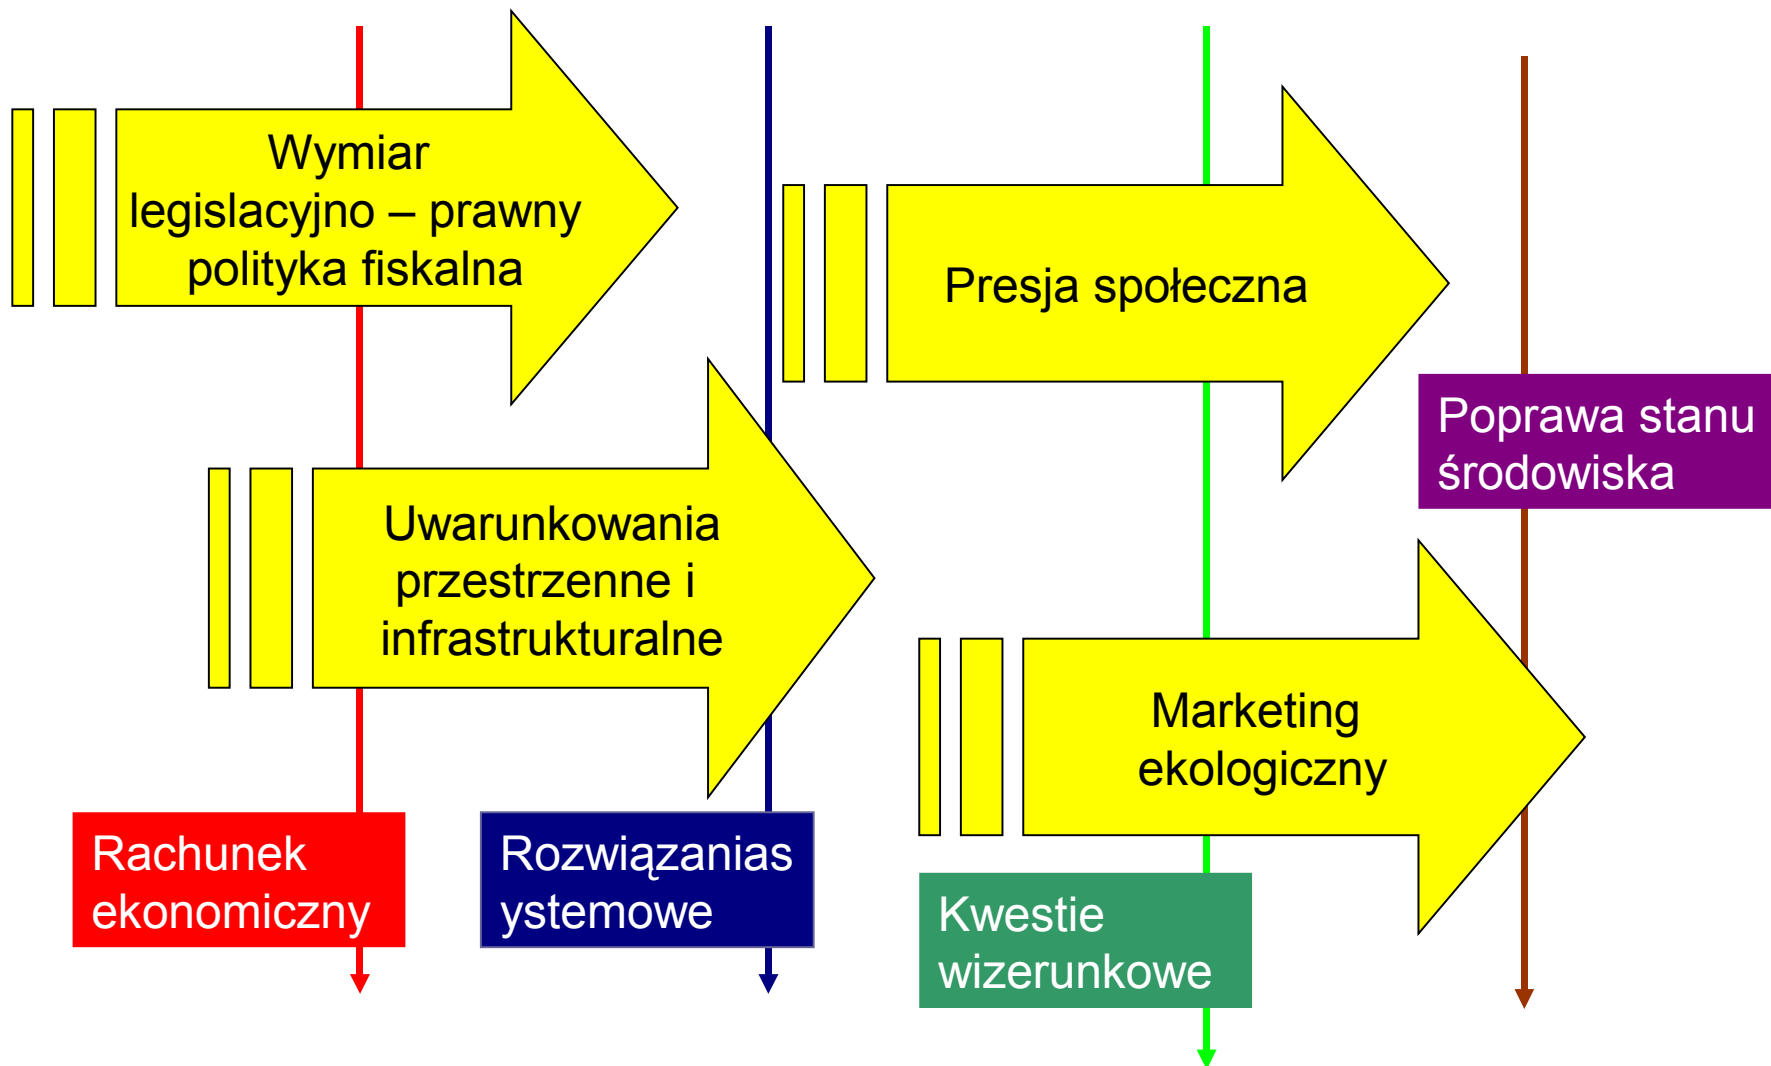 Wymiar
legislacyjno – prawny
polityka fiskalna
Presja społeczna
Poprawa stanu
środowiska
Uwarunkowania
przestrzenne i
infrastrukturalne
Marketing
ekologiczny
Rachunek
ekonomiczny
Rozwiązanias
ystemowe
Kwestie
wizerunkowe